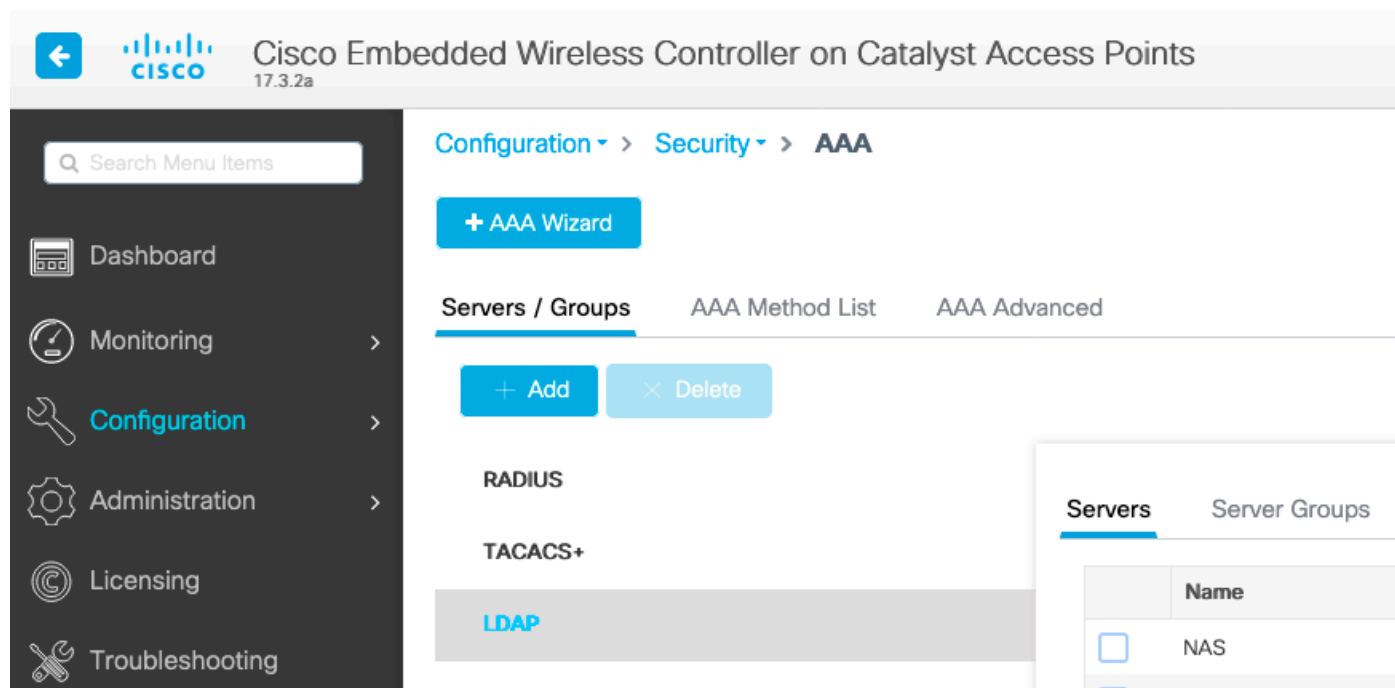 CISCO
Cisco Embedded Wireless Controller on Catalyst Access Points
17.3.2a
Search Menu Items
Dashboard
Monitoring
Configuration
Administration
Licensing
Troubleshooting
Configuration > Security > AAA
+ AAA Wizard
Servers / Groups AAA Method List AAA Advanced
+ Add × Delete
RADIUS
TACACS+
LDAP
Servers Server Groups
Name
NAS